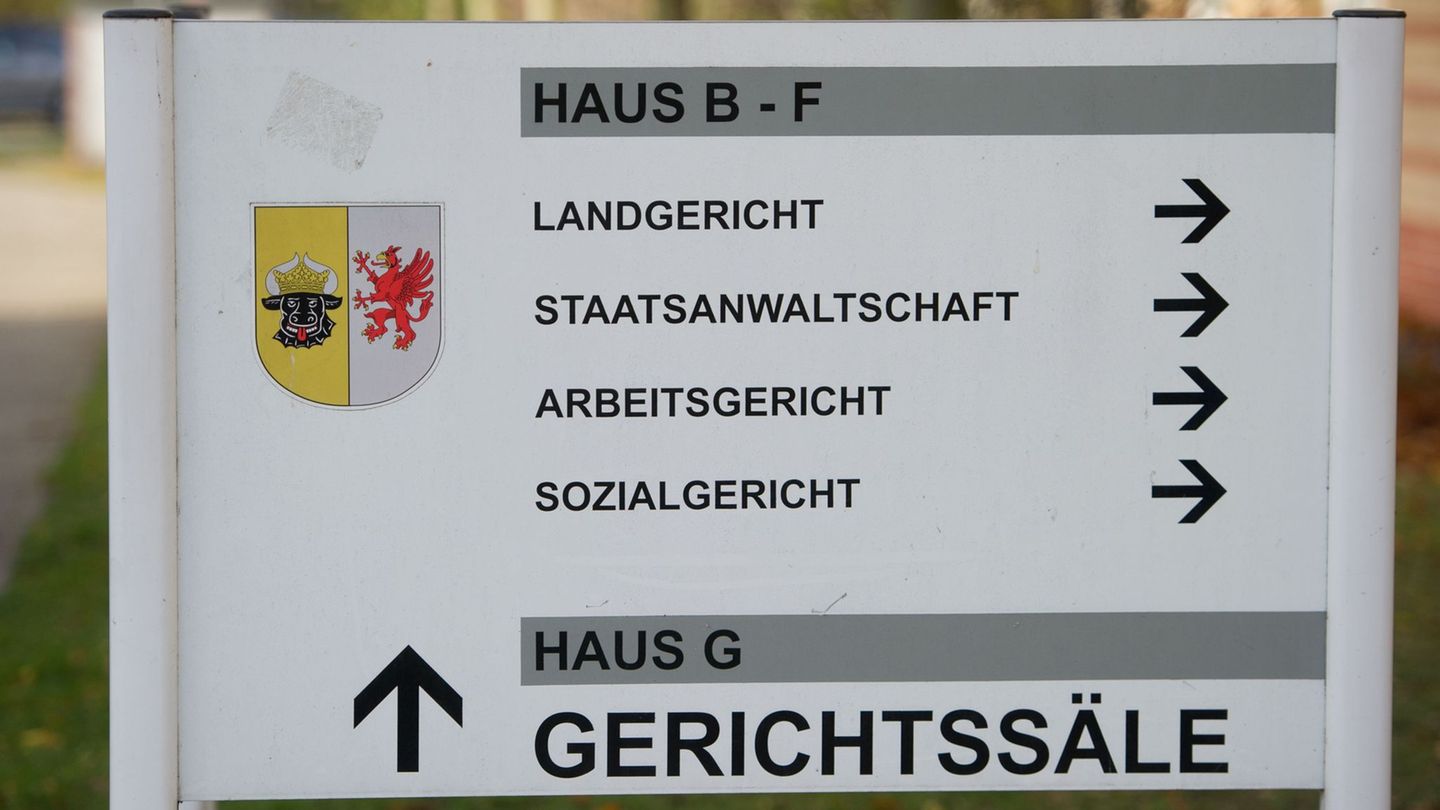 HAUS B - F
LANDGERICHT
STAATSANWALTSCHAFT
ARBEITSGERICHT
SOZIALGERICHT
HAUS G
GERICHTSSÄLE